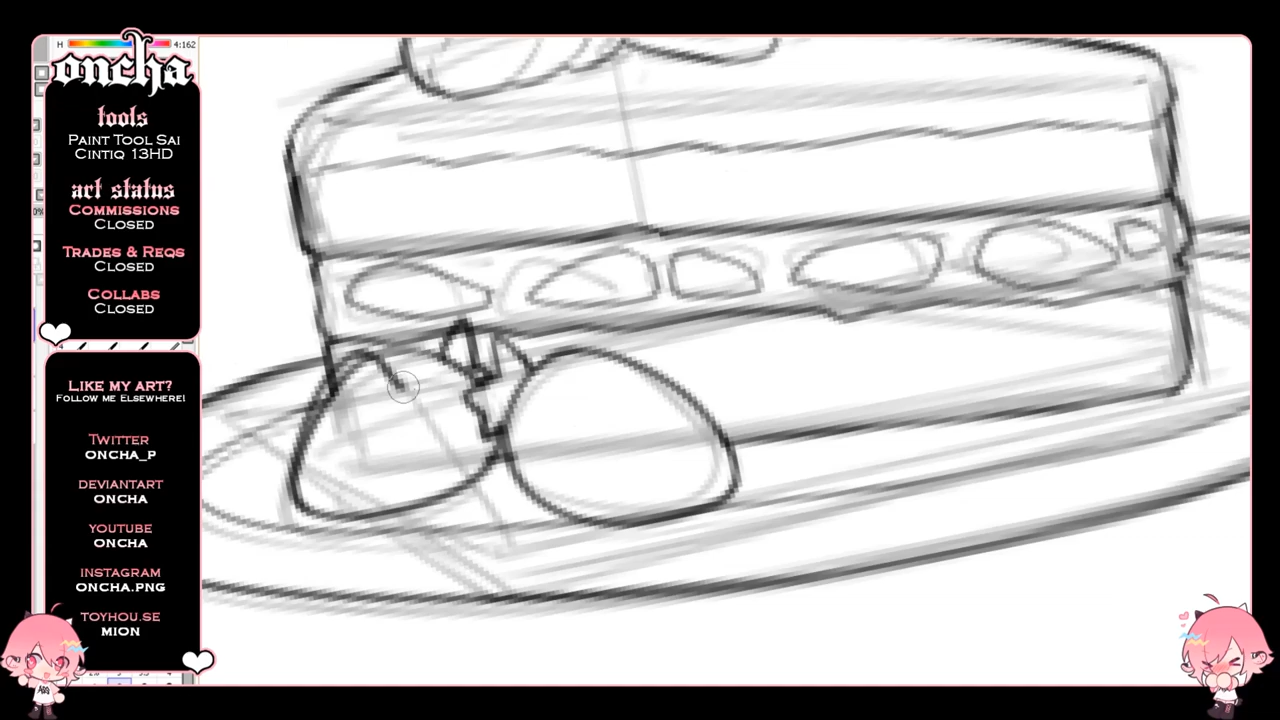 H 4:162
oncha
tools
Paint Tool Sai
Cintiq 13HD
art status
Commissions
Closed
Trades & Reqs
Closed
Collabs
Closed
Like my art?
Follow me Elsewhere!
Twitter
oncha_p
deviantart
oncha
Youtube
oncha
Instagram
oncha.png
toyhou.se
mion